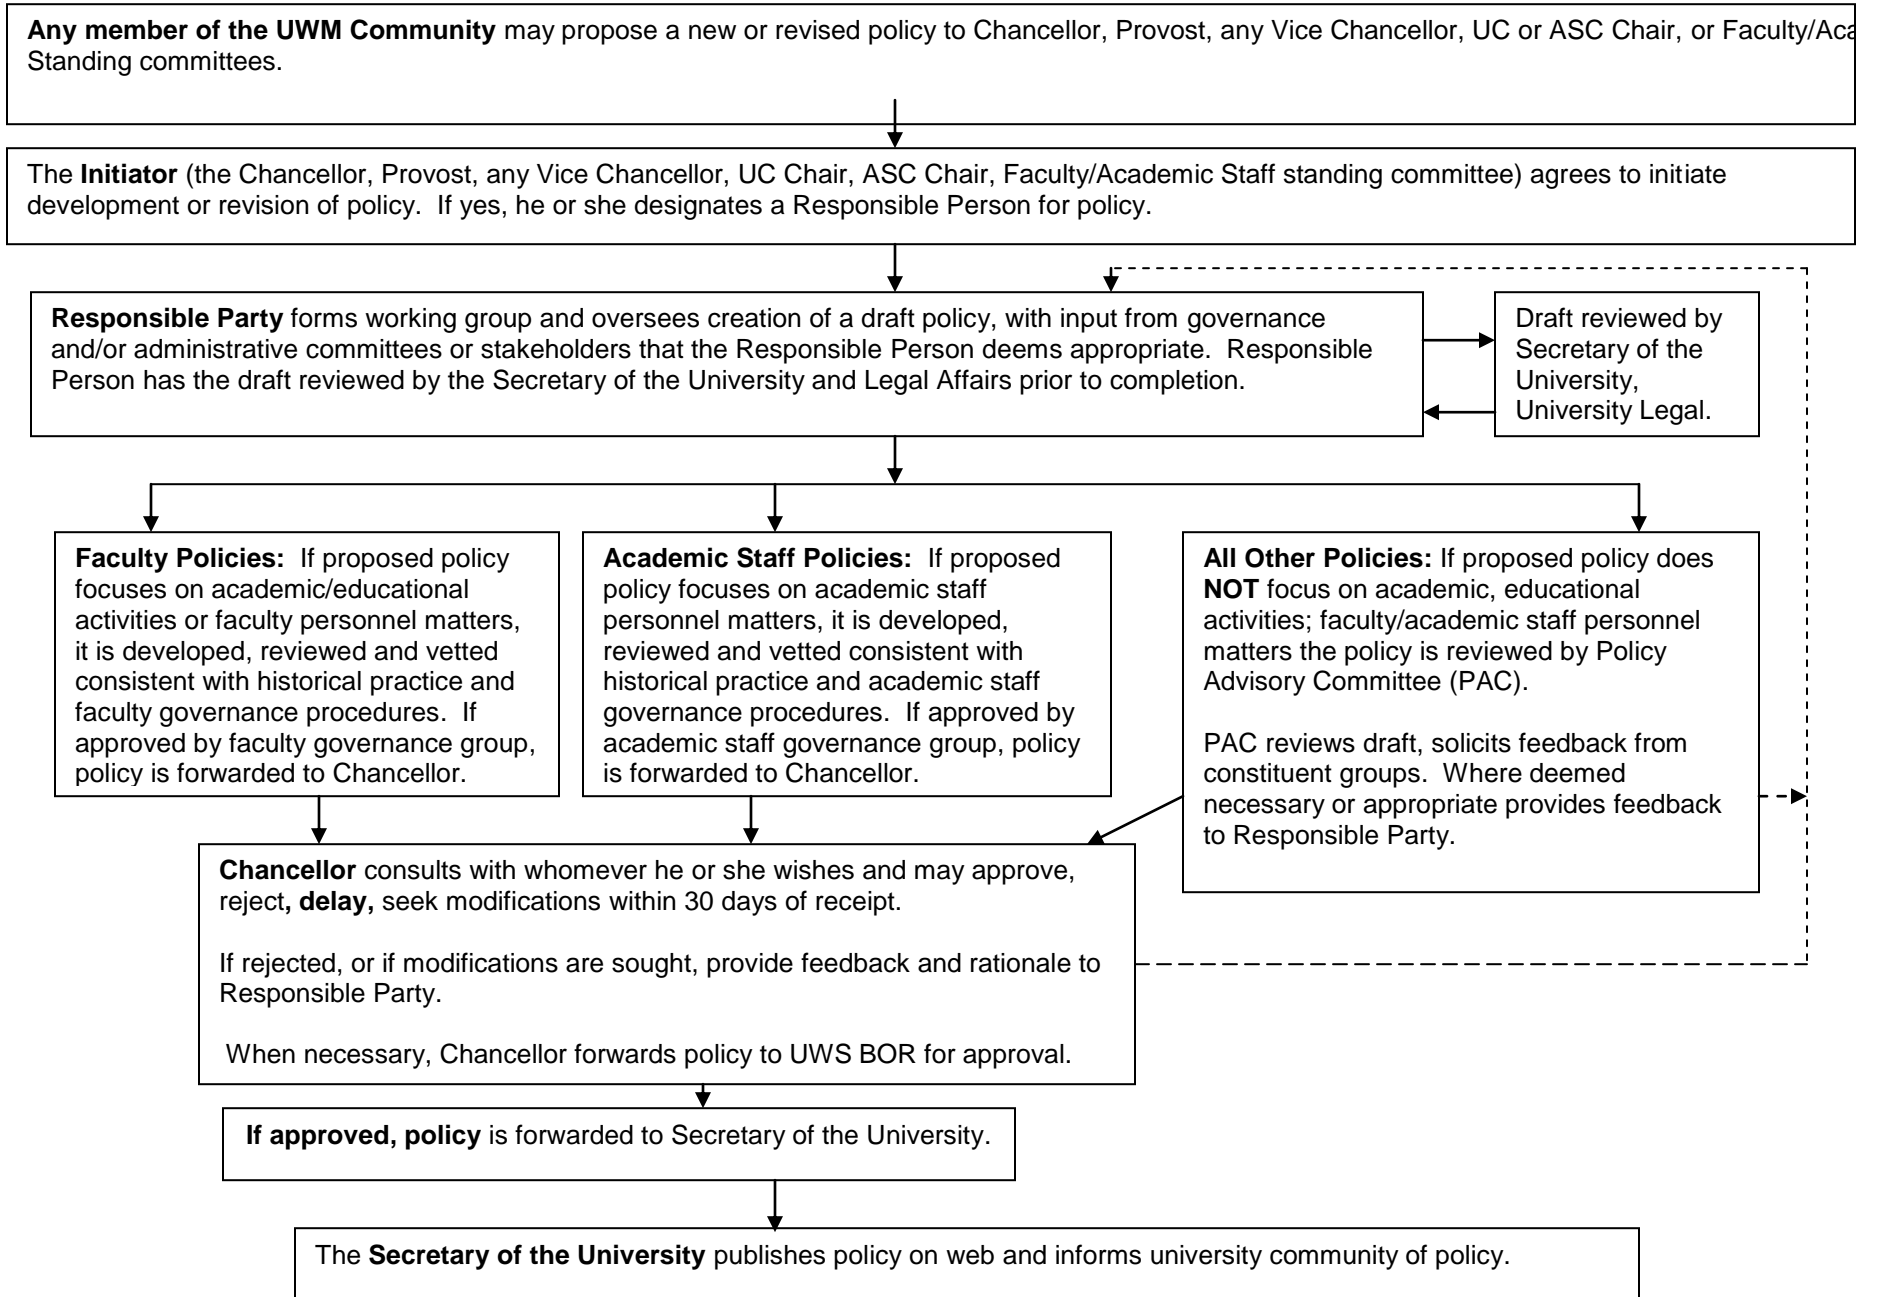 Any member of the UWM Community may propose a new or revised policy to Chancellor, Provost, any Vice Chancellor, UC or ASC Chair, or
Standing committees.
The Initiator (the Chancellor, Provost, any Vice Chancellor, UC Chair, ASC Chair, Faculty/Academic Staff standing committee) agrees to initiate
development or revision of policy.  If yes, he or she designates a Responsible Person for policy.
Responsible Party forms working group and oversees creation of a draft policy, with input from governance
and/or administrative committees or stakeholders that the Responsible Person deems appropriate.  Responsible
Person has the draft reviewed by the Secretary of the University and Legal Affairs prior to completion.
Draft reviewed by
Secretary of the
University,
University Legal.
Faculty Policies:  If proposed policy
focuses on academic/educational
activities or faculty personnel matters,
it is developed, reviewed and vetted
consistent with historical practice and
faculty governance procedures.  If
approved by faculty governance group,
policy is forwarded to Chancellor.
Academic Staff Policies:  If proposed
policy focuses on academic staff
personnel matters, it is developed,
reviewed and vetted consistent with
historical practice and academic staff
governance procedures.  If approved by
academic staff governance group, policy
is forwarded to Chancellor.
All Other Policies: If proposed policy does
NOT focus on academic, educational
activities; faculty/academic staff personnel
matters the policy is reviewed by Policy
Advisory Committee (PAC).
PAC reviews draft, solicits feedback from
constituent groups.  Where deemed
necessary or appropriate provides feedback
to Responsible Party.
Chancellor consults with whomever he or she wishes and may approve,
reject, delay, seek modifications within 30 days of receipt.
If rejected, or if modifications are sought, provide feedback and rationale to
Responsible Party.
When necessary, Chancellor forwards policy to UWS BOR for approval.
If approved, policy is forwarded to Secretary of the University.
The Secretary of the University publishes policy on web and informs university community of policy.